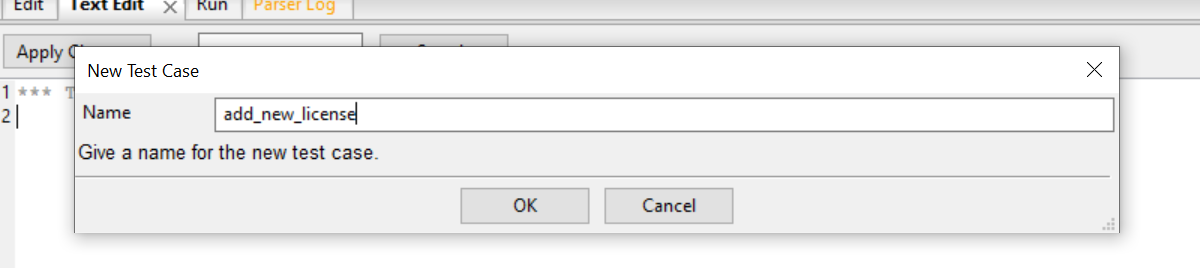 Edit Text Edit Run Parser Log
Apply
New Test Case
1 ***
Name add_new_license
2
Give a name for the new test case.
OK Cancel